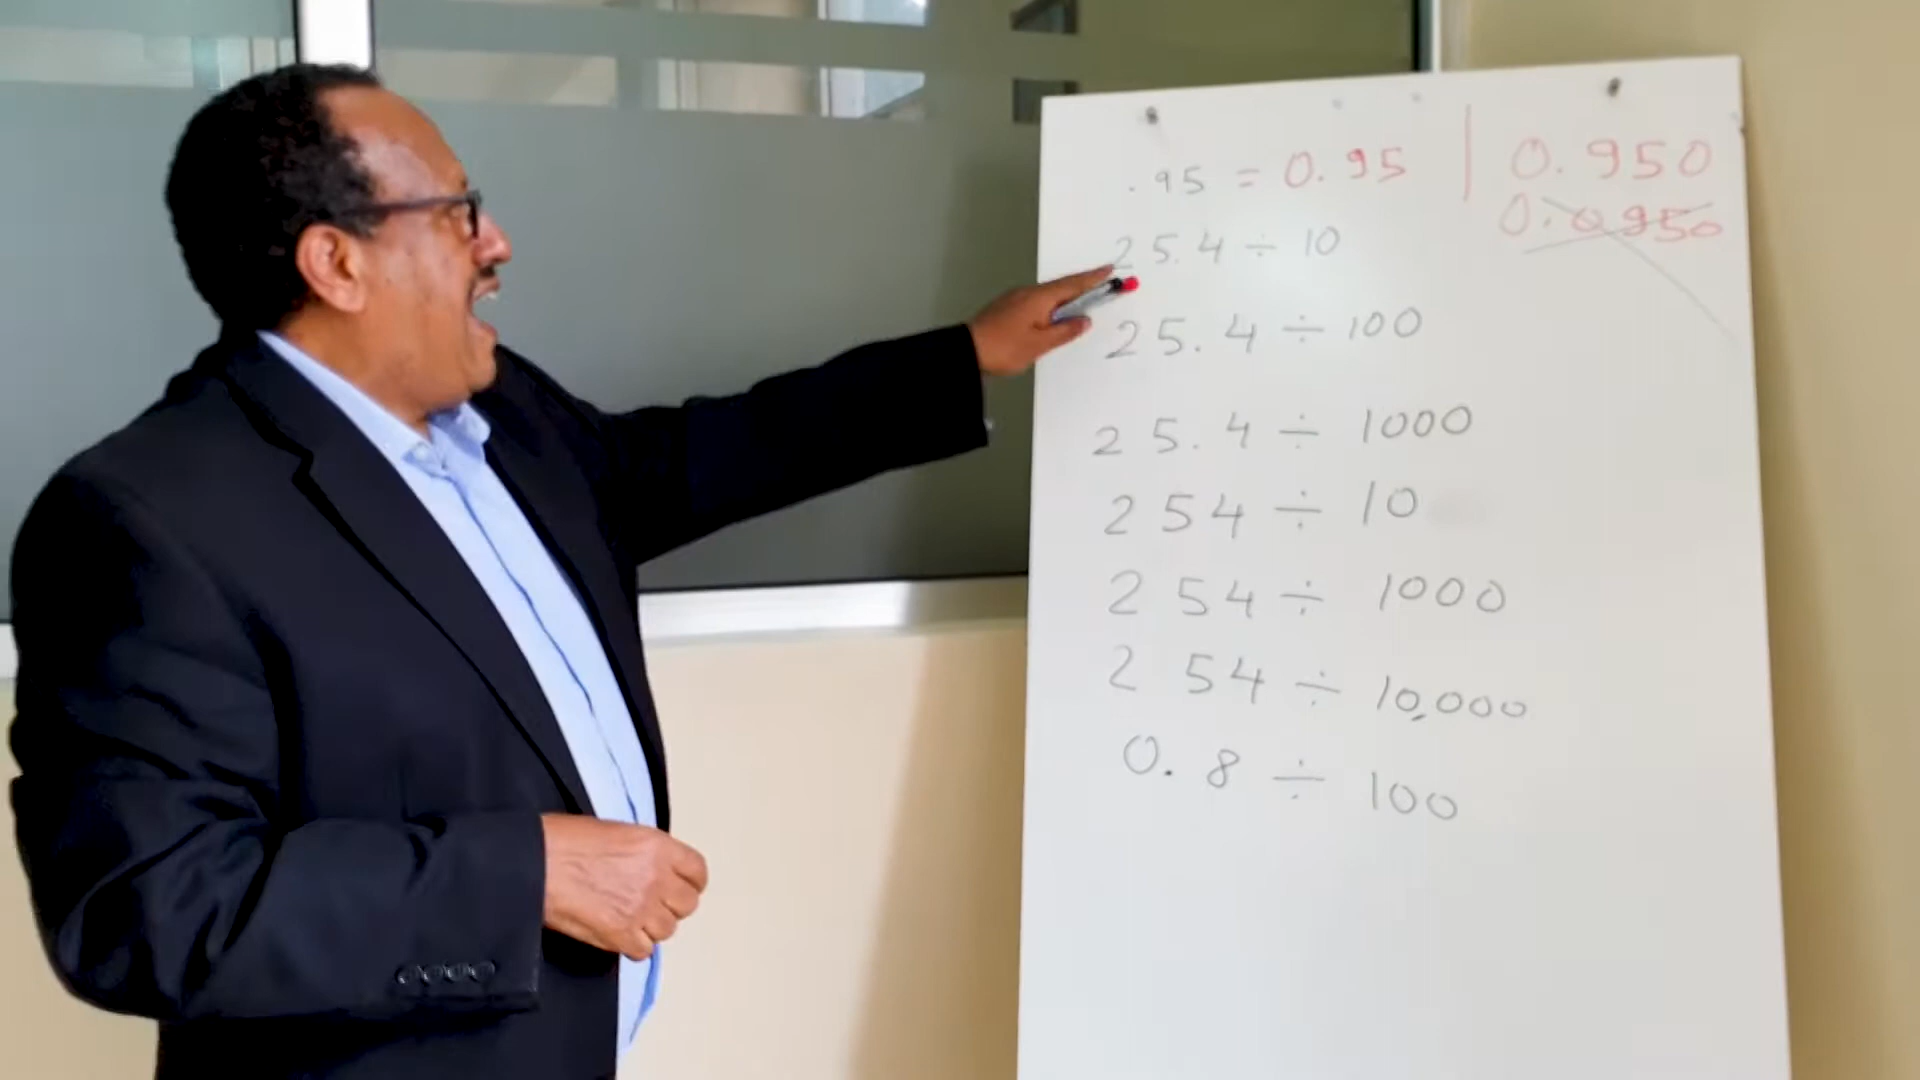 .95 = 0.95 | 0.950
0.0950
25.4 ÷ 10
25.4 ÷ 100
25.4 ÷ 1000
254 ÷ 10
254 ÷ 1000
254 ÷ 10,000
0.8 ÷ 100